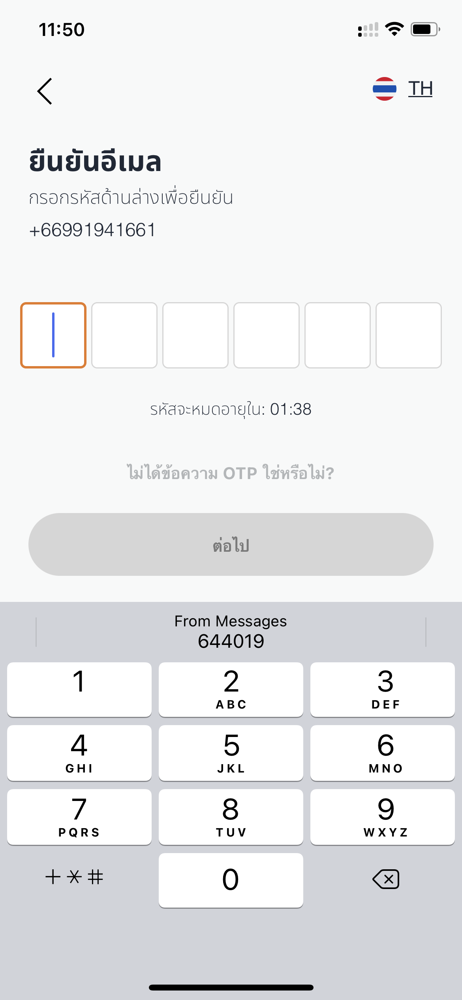 11:50
TH
ยืนยันอีเมล
กรอกรหัสด้านล่างเพื่อยืนยัน
+66991941661
รหัสจะหมดอายุใน: 01:38
ไม่ได้ข้อความ OTP ใช่หรือไม่?
ต่อไป
From Messages
644019
1 2 3
ABC DEF
4 5 6
GHI JKL MNO
7 8 9
PQRS TUV WXYZ
+*# 0